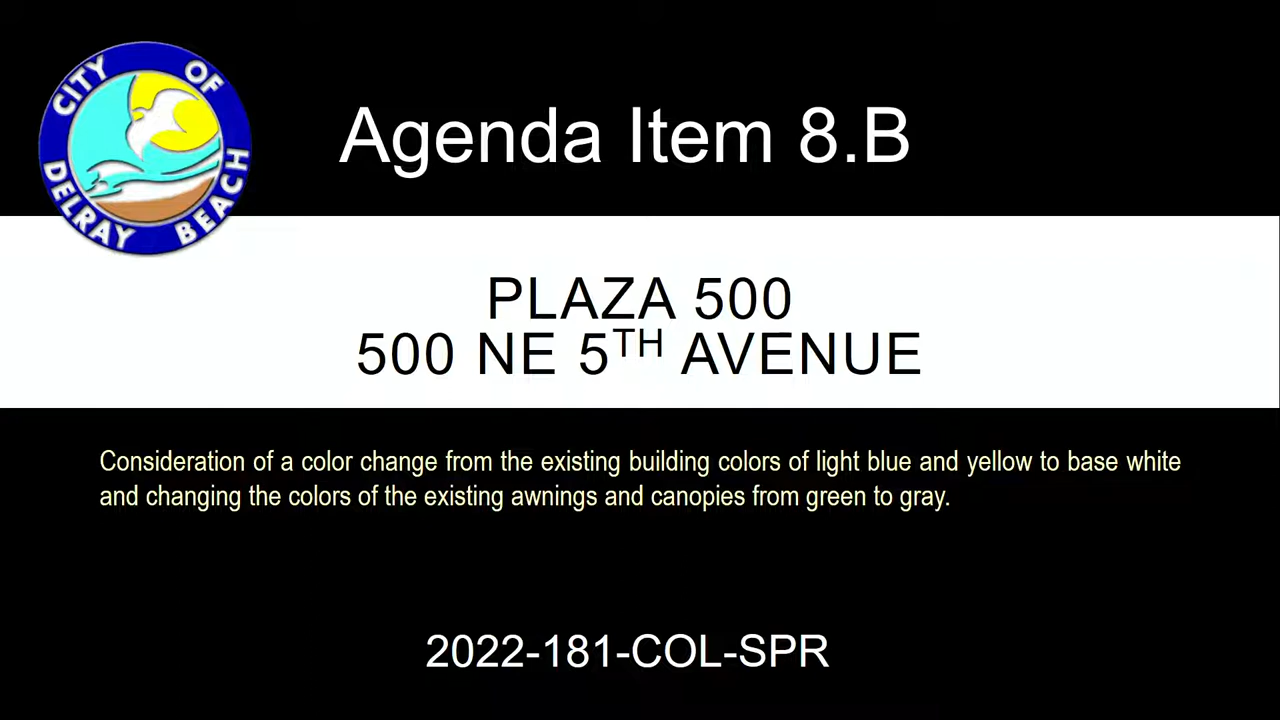 CITY OF
DELRAY BEACH
Agenda Item 8.B
PLAZA 500
500 NE 5TH AVENUE
Consideration of a color change from the existing building colors of light blue and yellow to base white
and changing the colors of the existing awnings and canopies from green to gray.
2022-181-COL-SPR